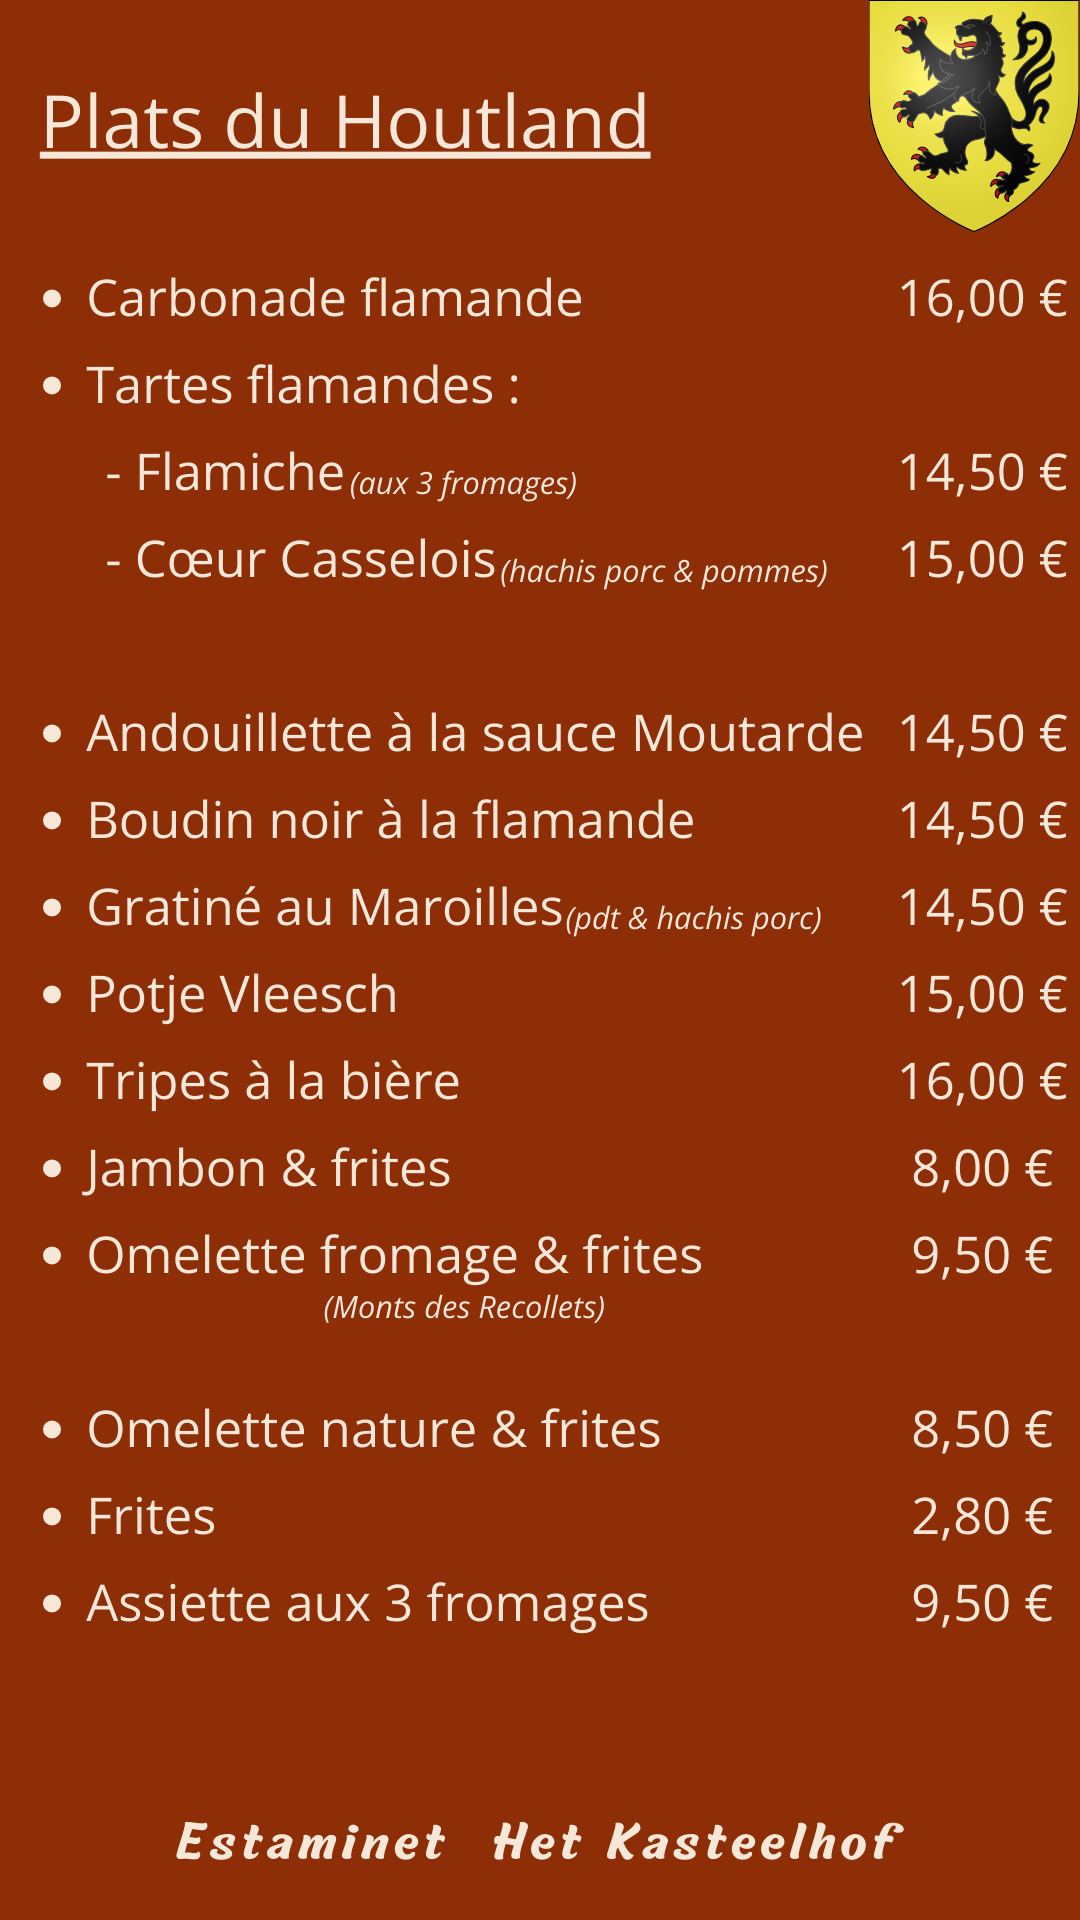 Plats du Houtland
• Carbonade flamande 16,00 €
• Tartes flamandes :
- Flamiche (aux 3 fromages) 14,50 €
- Cœur Casselois (hachis porc & pommes) 15,00 €
• Andouillette à la sauce Moutarde 14,50 €
• Boudin noir à la flamande 14,50 €
• Gratiné au Maroilles (pdt & hachis porc) 14,50 €
• Potje Vleesch 15,00 €
• Tripes à la bière 16,00 €
• Jambon & frites 8,00 €
• Omelette fromage & frites 9,50 €
(Monts des Recollets)
• Omelette nature & frites 8,50 €
• Frites 2,80 €
• Assiette aux 3 fromages 9,50 €
Estaminet Het Kasteelhof